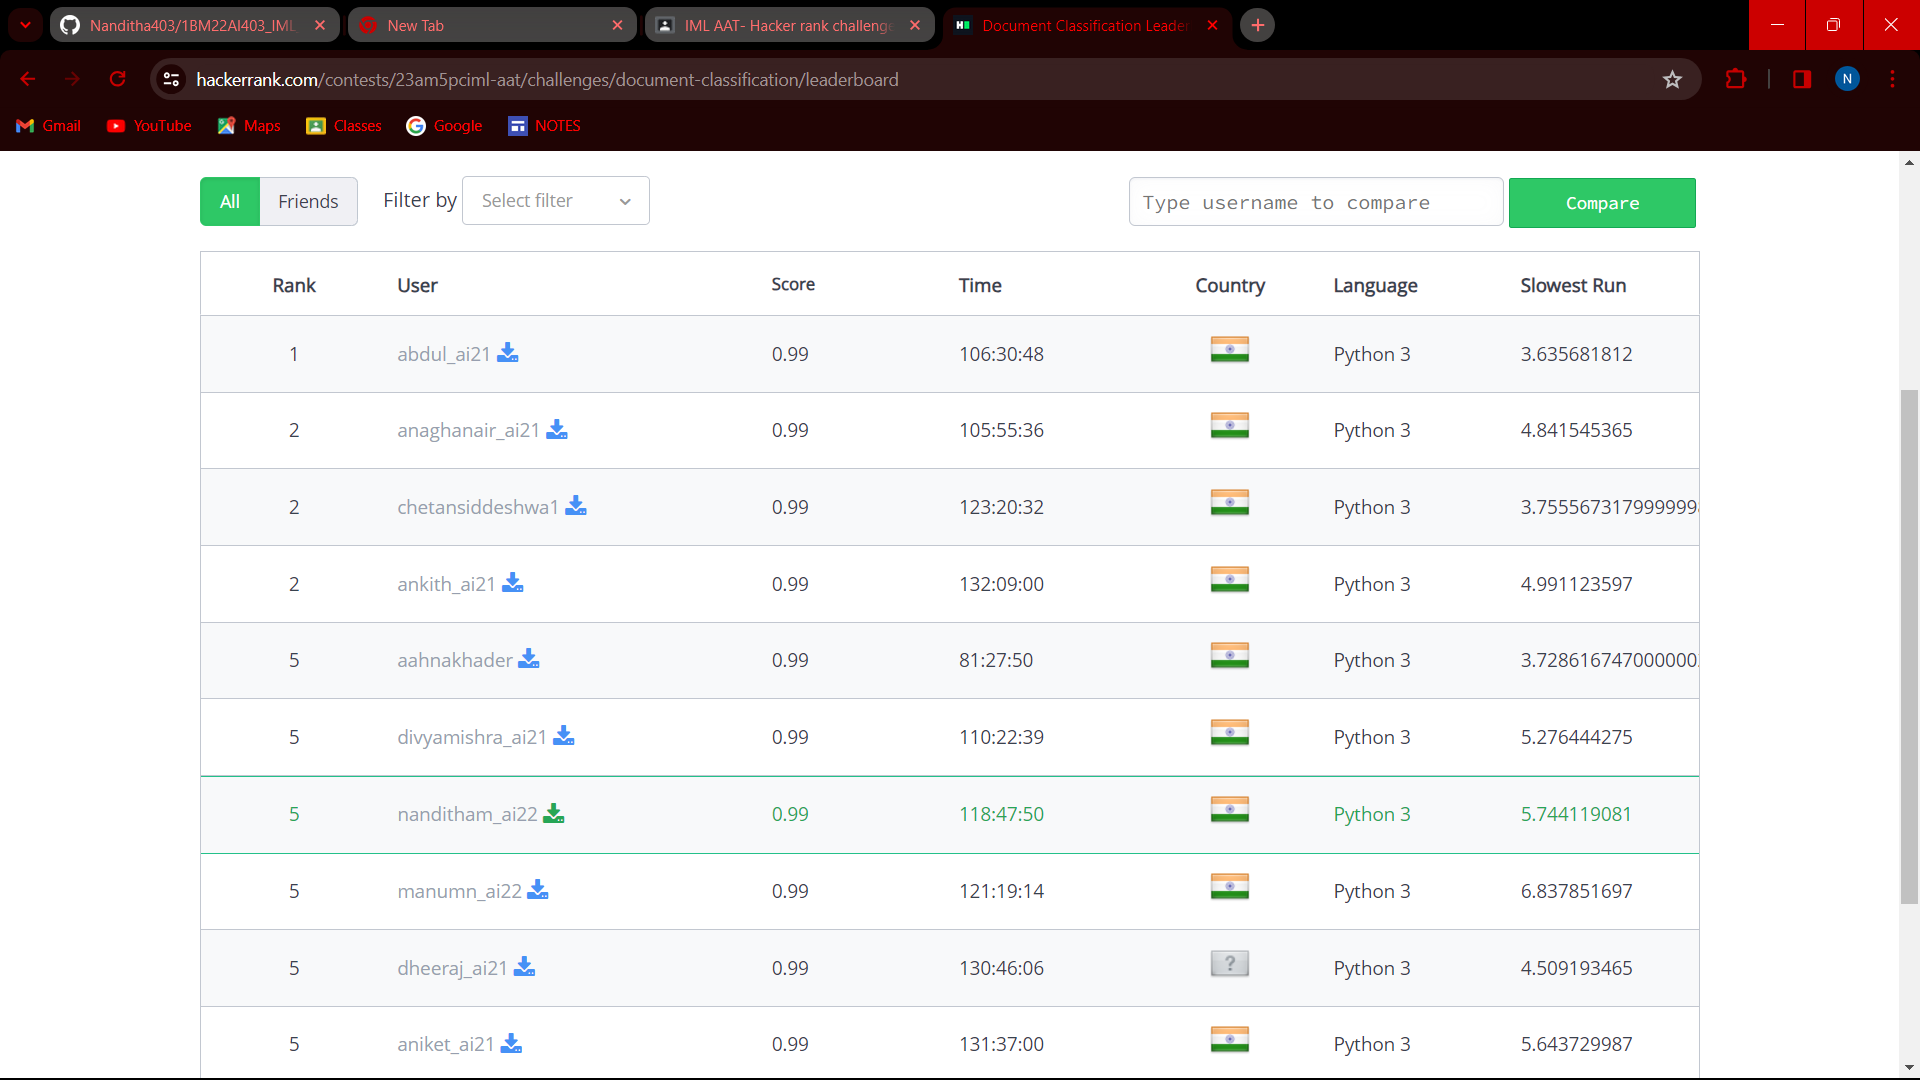 Nanditha403/1BM22AI403_IML
New Tab
IML AAT- Hacker rank challenge
Document Classification Leader
hackerrank.com/contests/23am5pciml-aat/challenges/document-classification/leaderboard
N
Gmail YouTube Maps Classes Google NOTES
All Friends Filter by Select filter Type username to compare Compare
Rank User Score Time Country Language Slowest Run
1 abdul_ai21 0.99 106:30:48 Python 3 3.635681812
2 anaghanair_ai21 0.99 105:55:36 Python 3 4.841545365
2 chetansiddeshwa1 0.99 123:20:32 Python 3 3.755567317999999
2 ankith_ai21 0.99 132:09:00 Python 3 4.991123597
5 aahnakhader 0.99 81:27:50 Python 3 3.728616747000000
5 divyamishra_ai21 0.99 110:22:39 Python 3 5.276444275
5 nanditham_ai22 0.99 118:47:50 Python 3 5.744119081
5 manumn_ai22 0.99 121:19:14 Python 3 6.837851697
5 dheeraj_ai21 0.99 130:46:06 ? Python 3 4.509193465
5 aniket_ai21 0.99 131:37:00 Python 3 5.643729987